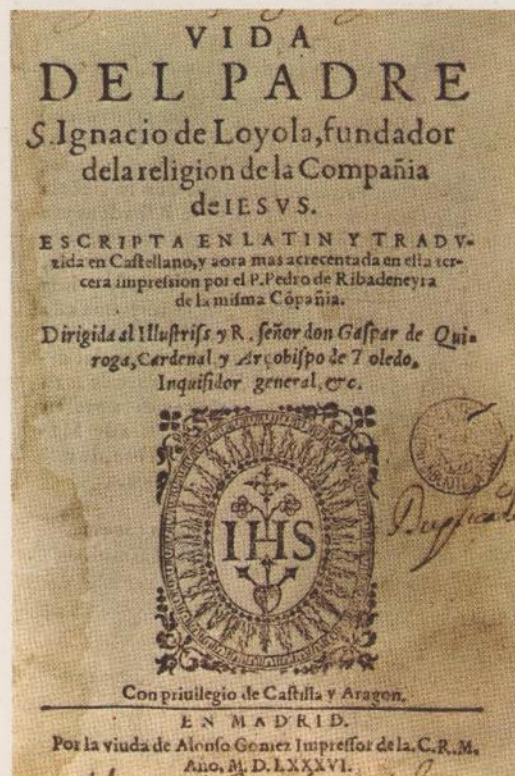 VIDA
DEL PADRE
S. Ignacio de Loyola, fundador
dela religion de la Compañia
de IESVS.
ESCRIPTA EN LATIN Y TRADV-
zida en Castellano, y aora mas acrecentada en esta ter-
cera impression por el P. Pedro de Ribadeneyra
de la misma Cõpañia.
Dirigida al Illustriss. y R. señor don Gaspar de Qui-
roga, Cardenal y Arçobispo de Toledo,
Inquisidor general, &c.
IHS
Con priuilegio de Castilla y Aragon.
EN MADRID.
Por la viuda de Alonso Gomez Impressor de la. C.R.M.
Año, M.D.LXXXVI.